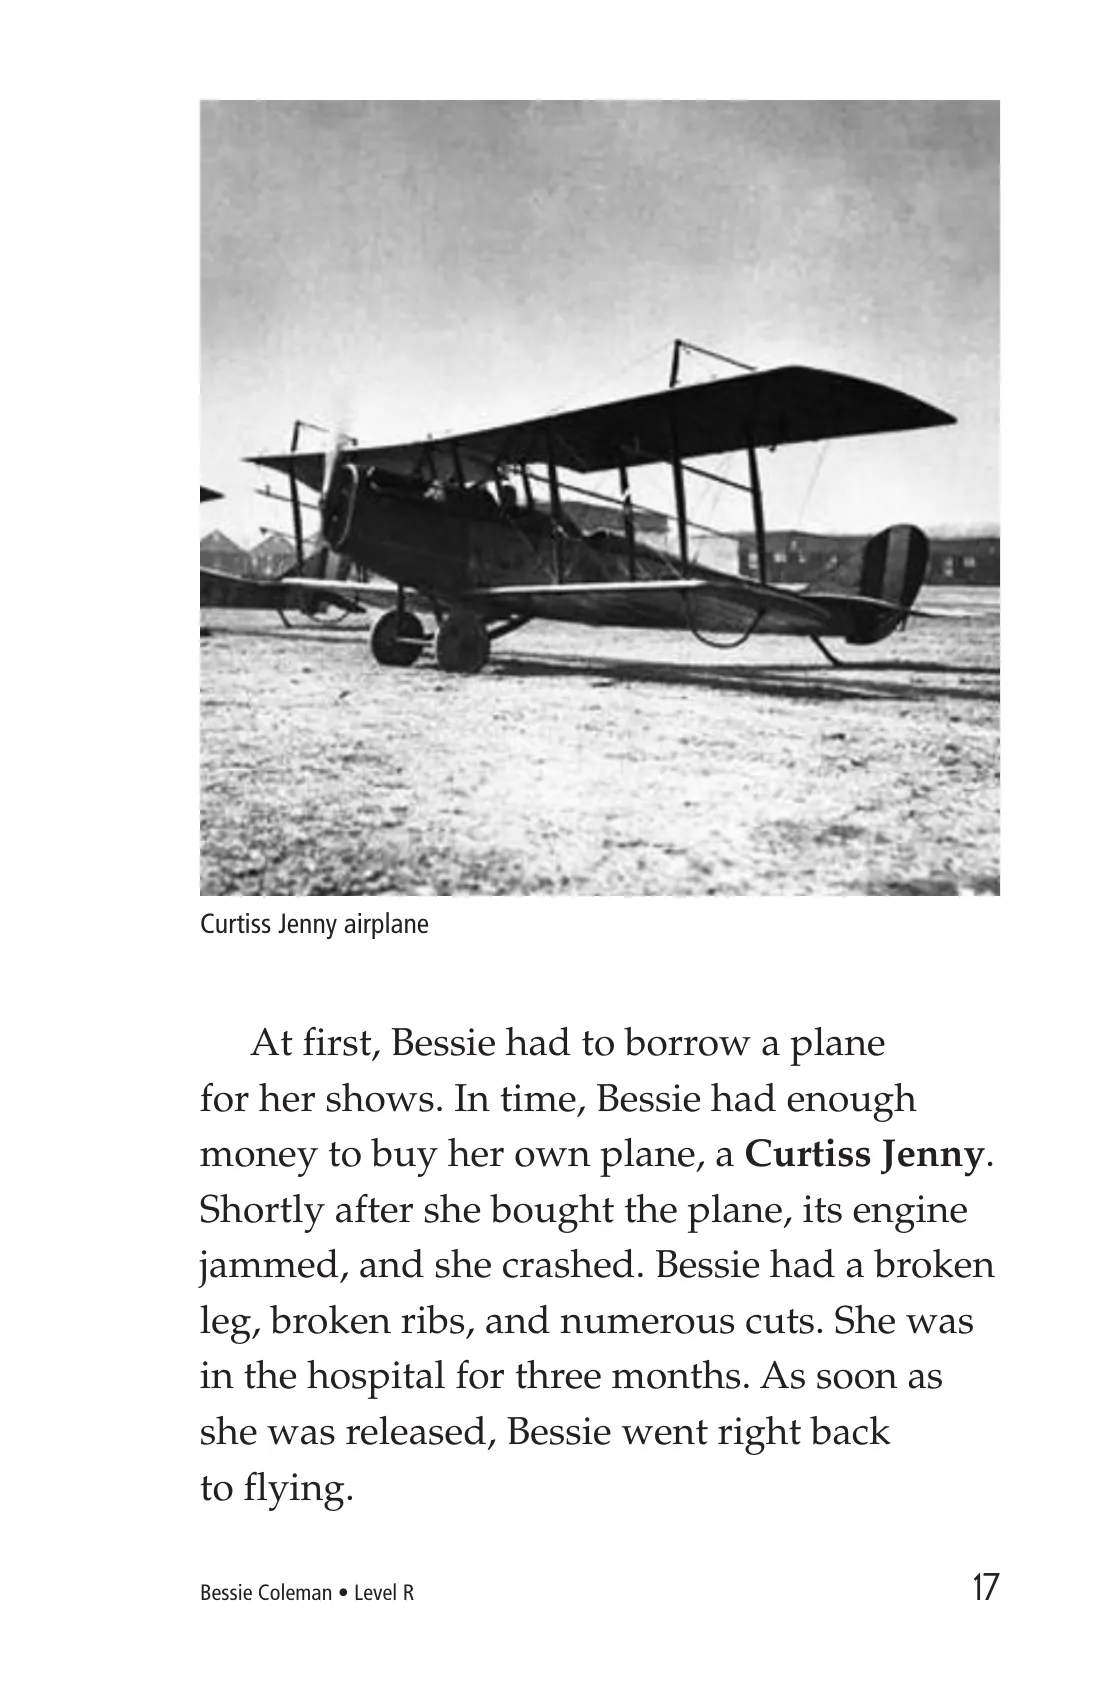 Curtiss Jenny airplane
At first, Bessie had to borrow a plane
for her shows. In time, Bessie had enough
money to buy her own plane, a Curtiss Jenny.
Shortly after she bought the plane, its engine
jammed, and she crashed. Bessie had a broken
leg, broken ribs, and numerous cuts. She was
in the hospital for three months. As soon as
she was released, Bessie went right back
to flying.
Bessie Coleman • Level R 17